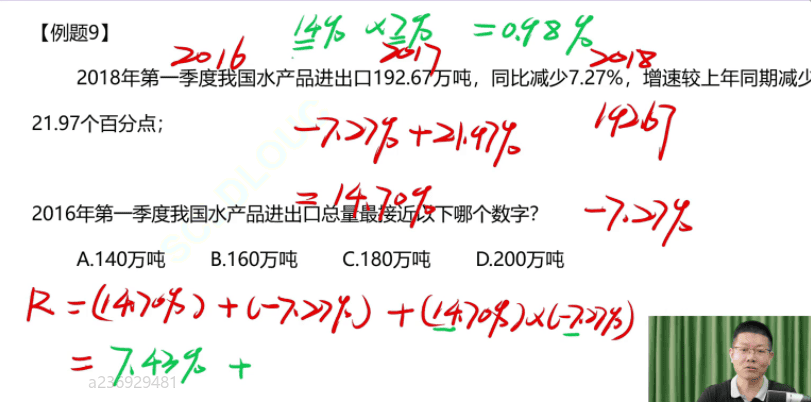 【例题9】 14% × 7% = 0.98%
2016 2017 2018
2018年第一季度我国水产品进出口192.67万吨，同比减少7.27%，增速较上年同期减少
21.97个百分点；
-7.27% + 21.97% 192.67
= 14.70%
2016年第一季度我国水产品进出口总量最接近以下哪个数字？ -7.27%
A.140万吨 B.160万吨 C.180万吨 D.200万吨
R = (14.70%) + (-7.27%) + (14.70%)×(-7.27%)
= 7.43% +
a236929481